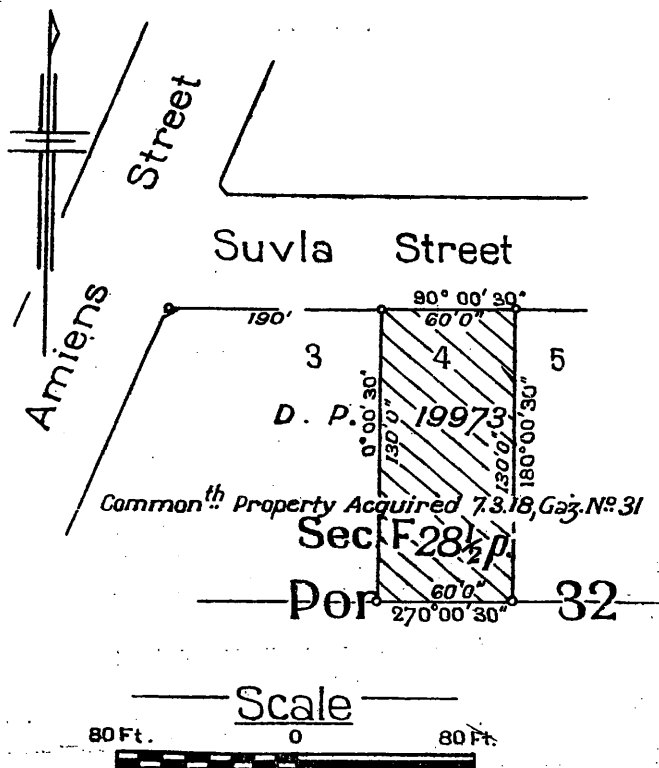 Amiens Street
Suvla Street
90° 00' 30"
60'0"
190'
3
4
5
0°00'30"
130'0"
130'0"
180°00'30"
D. P. 19973
Common^th Property Acquired 7.3.18, Gaz. Nº 31
Sec F 28½ p.
60'0"
Por 32
270°00'30"
Scale
80 Ft. 0 80 Ft.